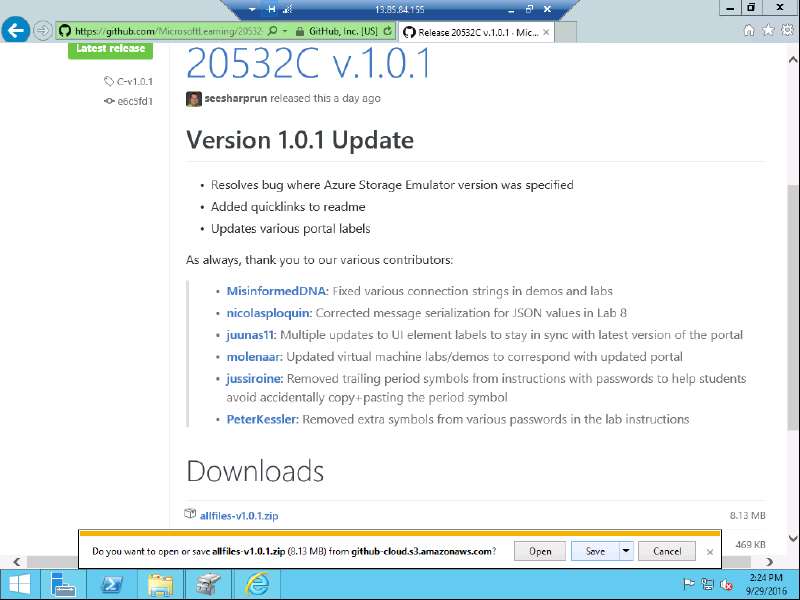 13.85.84.155
https://github.com/MicrosoftLearning/20532-
GitHub, Inc. [US]
Release 20532C v.1.0.1 - Mic...
Latest release
20532C v.1.0.1
C-v1.0.1
seesharprun released this a day ago
Version 1.0.1 Update
• Resolves bug where Azure Storage Emulator version was specified
• Added quicklinks to readme
• Updates various portal labels
As always, thank you to our various contributors:
• MisinformedDNA: Fixed various connection strings in demos and labs
• nicolasploquin: Corrected message serialization for JSON values in Lab 8
• juunas11: Multiple updates to UI element labels to stay in sync with latest version of the portal
• molenaar: Updated virtual machine labs/demos to correspond with updated portal
• jussiroine: Removed trailing period symbols from instructions with passwords to help students
avoid accidentally copy+pasting the period symbol
• PeterKessler: Removed extra symbols from various passwords in the lab instructions
Downloads
allfiles-v1.0.1.zip
8.13 MB
Do you want to open or save allfiles-v1.0.1.zip (8.13 MB) from github-cloud.s3.amazonaws.com?
Open
Save
Cancel
469 KB
2:24 PM
9/29/2016